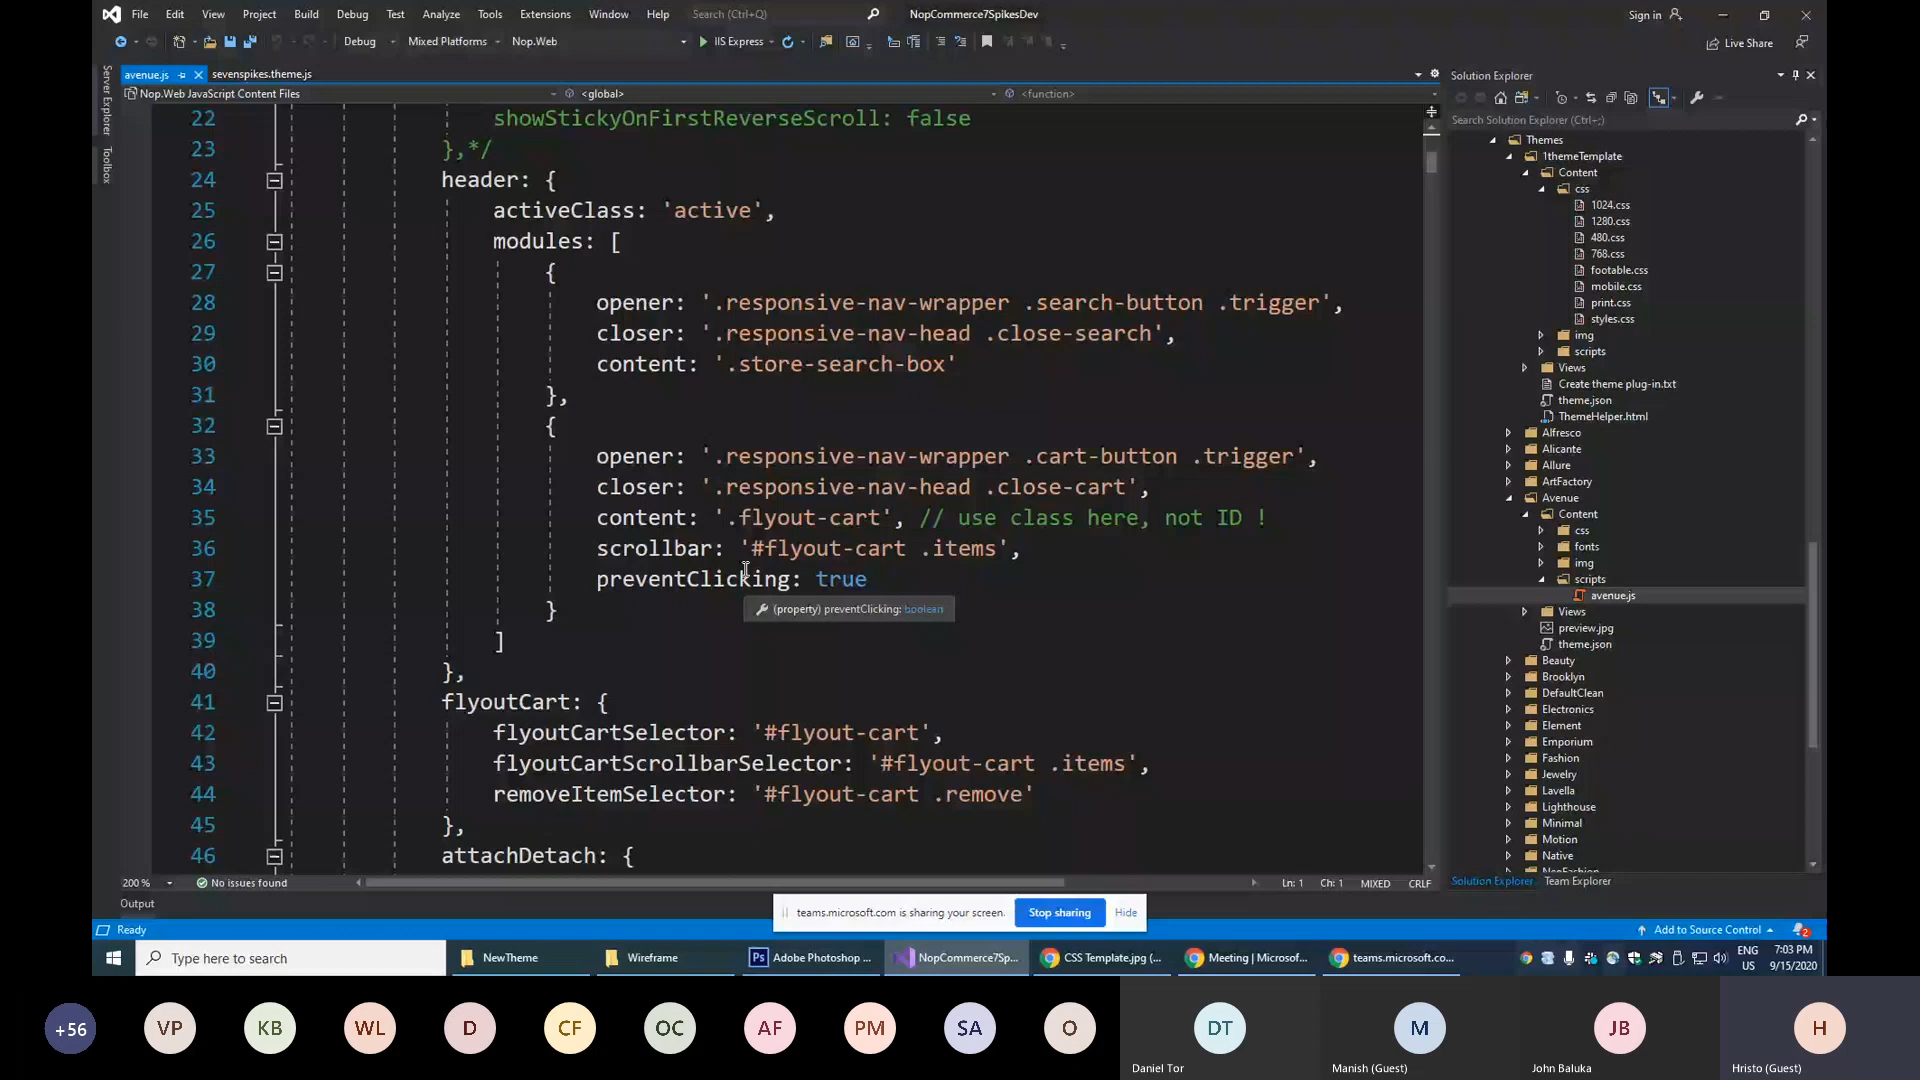 File Edit View Project Build Debug Test Analyze Tools Extensions Window Help Search (Ctrl+Q) NopCommerce7SpikesDev Sign in
Debug Mixed Platforms Nop.Web IIS Express Live Share
Server Explorer
Toolbox
avenue.js sevenspikes.theme.js
Nop.Web JavaScript Content Files <global> <function>
22 showStickyOnFirstReverseScroll: false
23 },*/
24 header: {
25 activeClass: 'active',
26 modules: [
27 {
28 opener: '.responsive-nav-wrapper .search-button .trigger',
29 closer: '.responsive-nav-head .close-search',
30 content: '.store-search-box'
31 },
32 {
33 opener: '.responsive-nav-wrapper .cart-button .trigger',
34 closer: '.responsive-nav-head .close-cart',
35 content: '.flyout-cart', // use class here, not ID !
36 scrollbar: '#flyout-cart .items',
37 preventClicking: true
(property) preventClicking: boolean
38 }
39 ]
40 },
41 flyoutCart: {
42 flyoutCartSelector: '#flyout-cart',
43 flyoutCartScrollbarSelector: '#flyout-cart .items',
44 removeItemSelector: '#flyout-cart .remove'
45 },
46 attachDetach: {
200 % No issues found Ln: 1 Ch: 1 MIXED CRLF
Output
Solution Explorer
Search Solution Explorer (Ctrl+;)
Themes
1themeTemplate
Content
css
1024.css
1280.css
480.css
768.css
footable.css
mobile.css
print.css
styles.css
img
scripts
Views
Create theme plug-in.txt
theme.json
ThemeHelper.html
Alfresco
Alicante
Allure
ArtFactory
Avenue
Content
css
fonts
img
scripts
avenue.js
Views
preview.jpg
theme.json
Beauty
Brooklyn
DefaultClean
Electronics
Element
Emporium
Fashion
Jewelry
Lavella
Lighthouse
Minimal
Motion
Native
NopFashion
Solution Explorer Team Explorer
teams.microsoft.com is sharing your screen. Stop sharing Hide
Ready Add to Source Control 2
Type here to search NewTheme Wireframe Ps Adobe Photoshop ... NopCommerce7Sp... CSS Template.jpg (... Meeting | Microsof... teams.microsoft.co... ENG 7:03 PM
US 9/15/2020
+56 VP KB WL D CF OC AF PM SA O DT M JB H
Daniel Tor Manish (Guest) John Baluka Hristo (Guest)